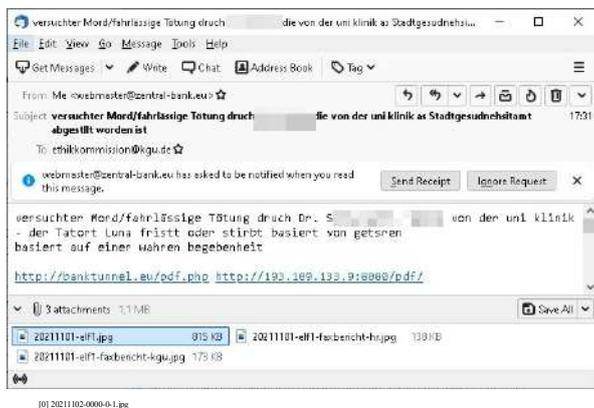 versuchter Mord/fahrlässige Tötung druch die von der uni klinik as Stadtgesudnehsi...
File Edit View Go Message Tools Help
Get Messages Write Chat Address Book Tag
From Me <webmaster@zentral-bank.eu>
Subject versuchter Mord/fahrlässige Tötung druch die von der uni klinik as Stadtgesudnehsitamt 17:31
abgestllt worden ist
To ethikkommission@kgu.de
webmaster@zentral-bank.eu has asked to be notified when you read
this message.
Send Receipt Ignore Request
versuchter Mord/fahrlässige Tötung druch Dr. S von der uni klinik
- der Tatort Luna fristt oder stirbt basiert von getsren
basiert auf einer wahren begebenheit
http://banktunnel.eu/pdf.php http://193.109.133.9:8080/pdf/
3 attachments 1,1 MB Save All
20211101-elf1.jpg 815 KB 20211101-elf1-faxbericht-hr.jpg 138 KB
20211101-elf1-faxbericht-kgu.jpg 173 KB
[0] 20211102-0000-0-1.jpg